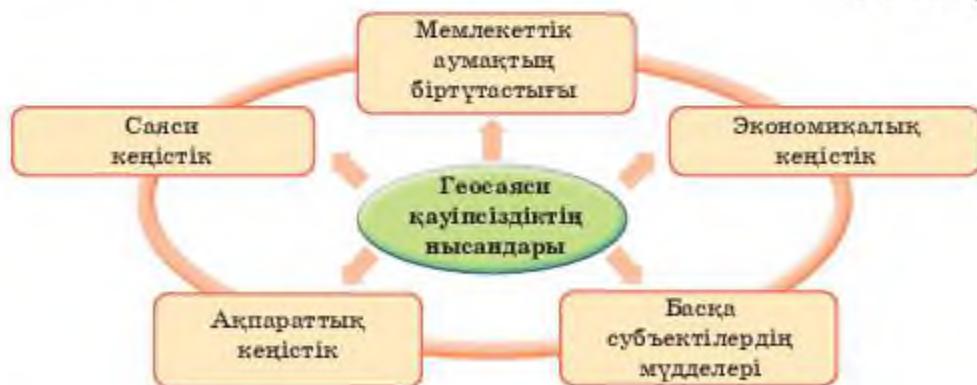 Мемлекеттік
аумақтың
біртұтастығы
Саяси
кеңістік
Экономикалық
кеңістік
Геосаяси
қауіпсіздіктің
нысандары
Ақпараттық
кеңістік
Басқа
субъектілердің
мүдделері